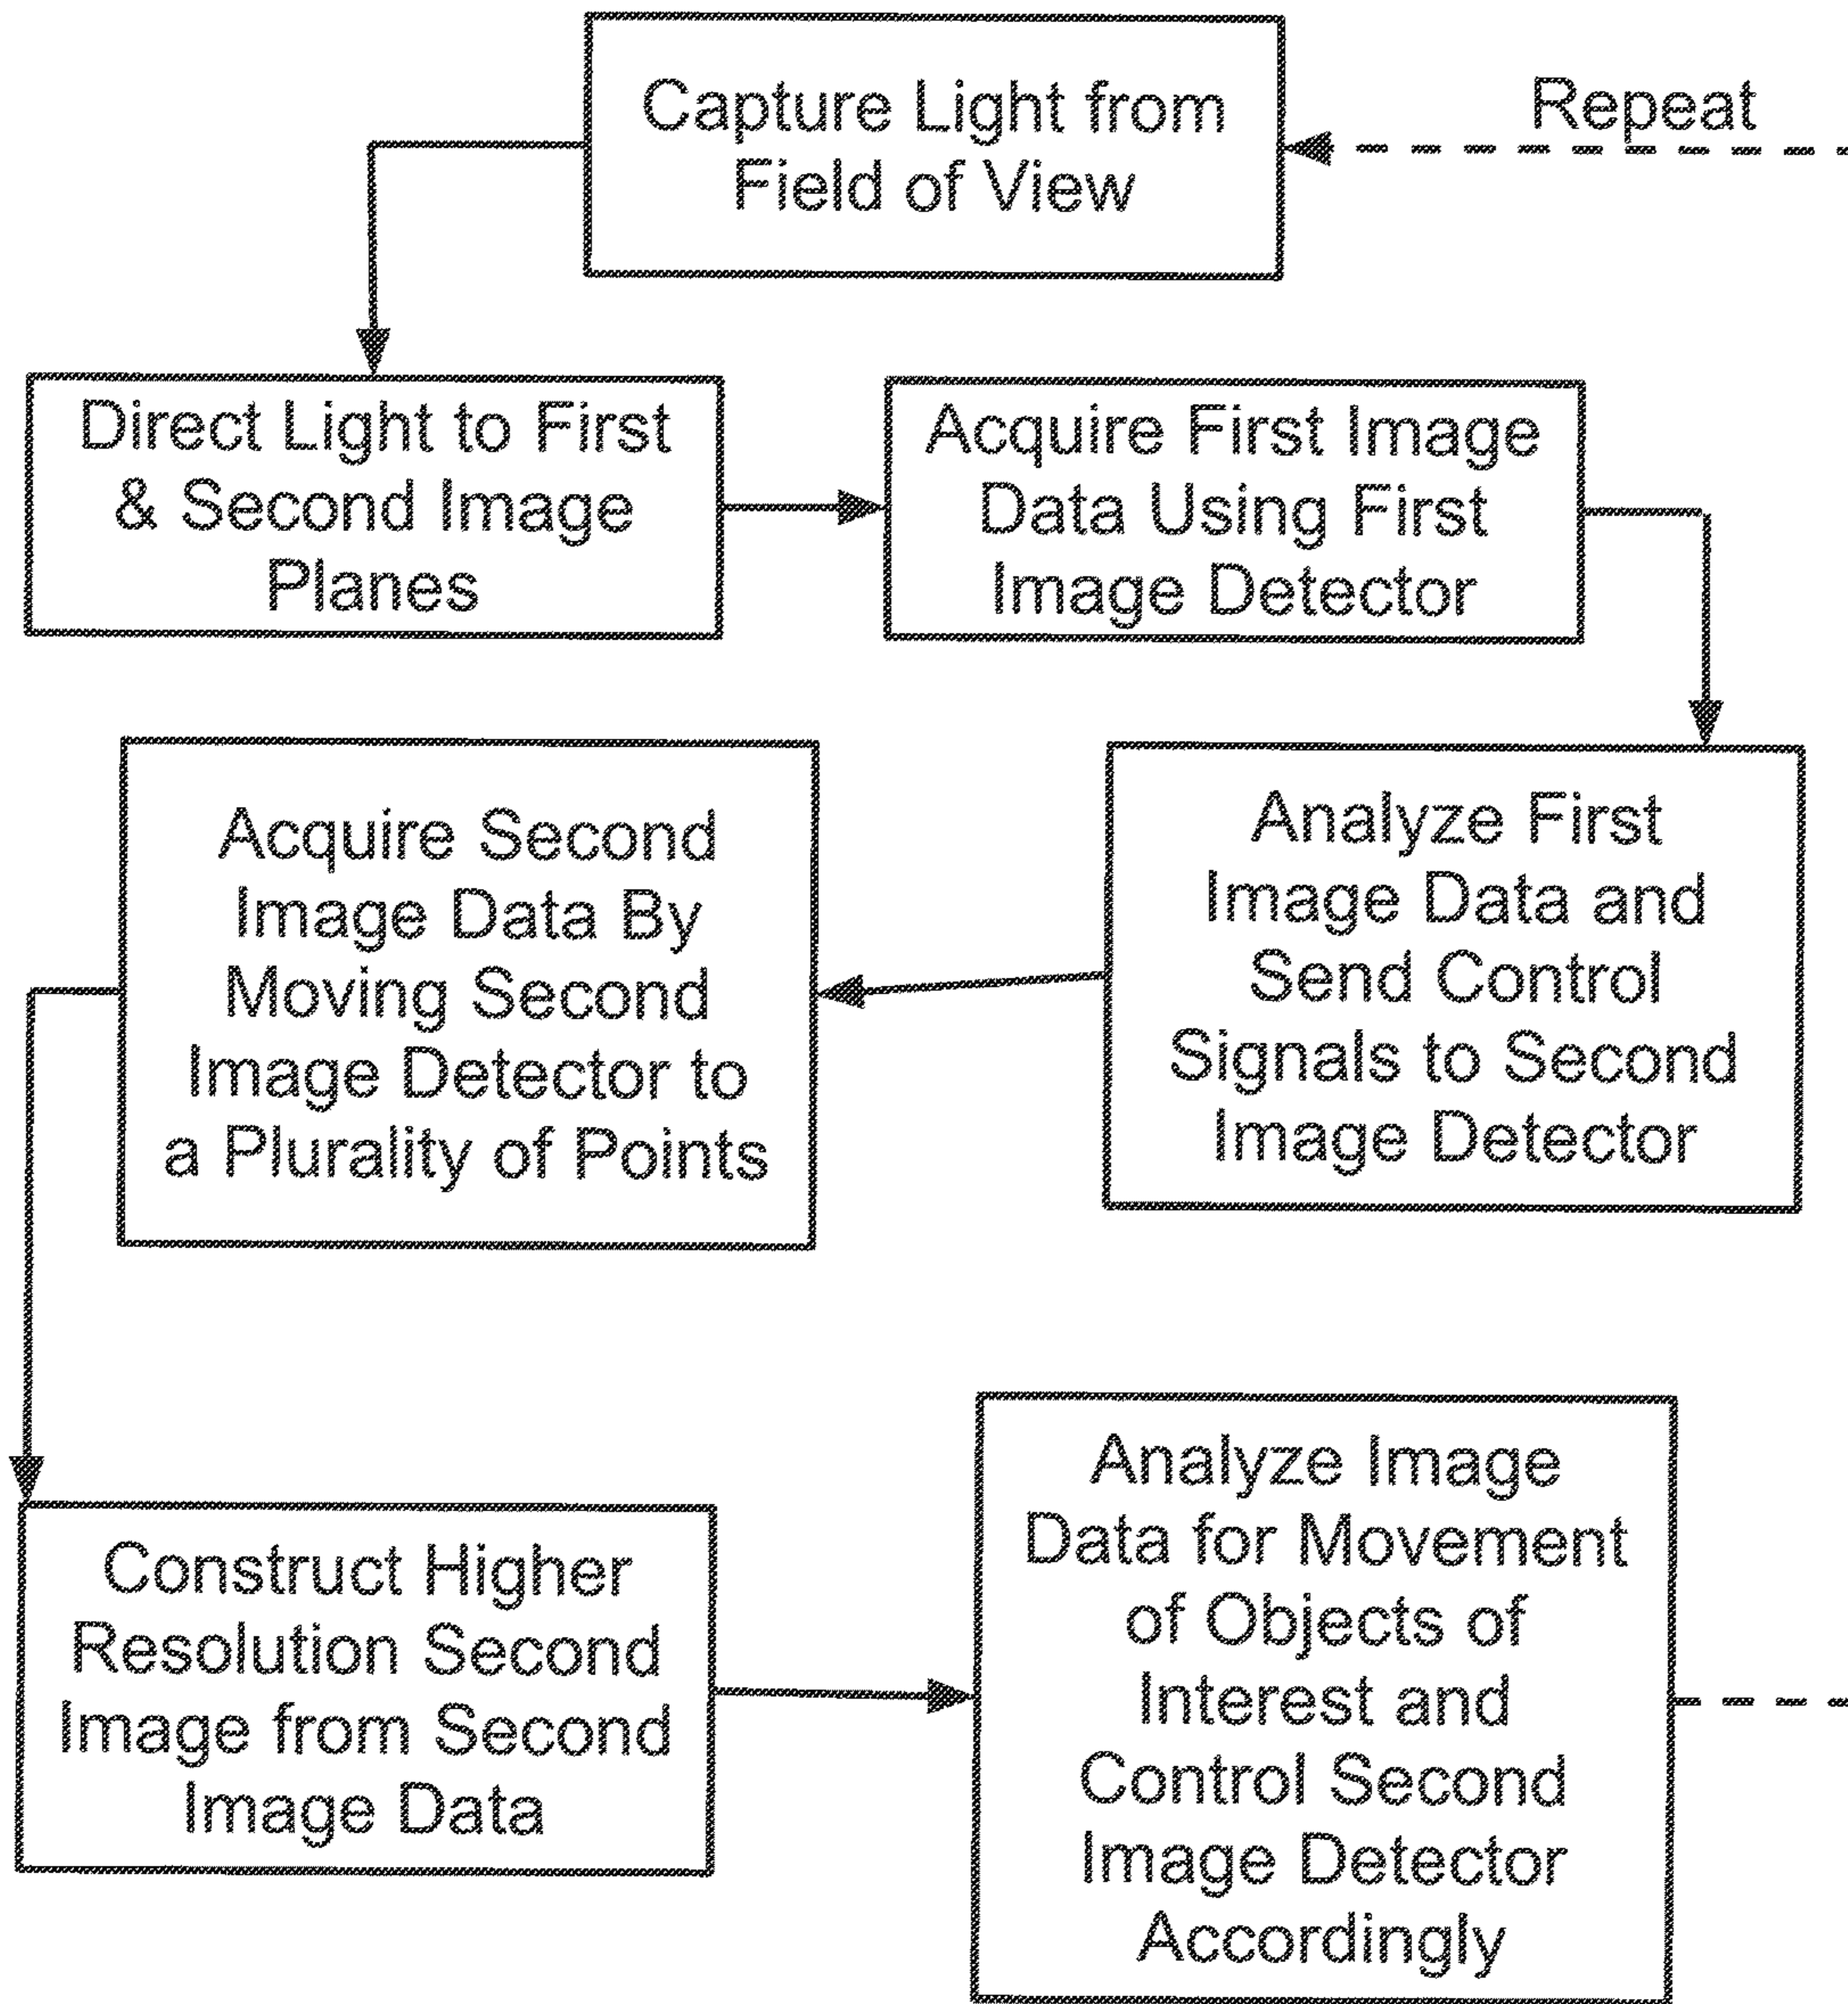 Capture Light from
Field of View
Repeat
Direct Light to First
& Second Image
Planes
Acquire First Image
Data Using First
Image Detector
Analyze First
Image Data and
Send Control
Signals to Second
Image Detector
Acquire Second
Image Data By
Moving Second
Image Detector to
a Plurality of Points
Construct Higher
Resolution Second
Image from Second
Image Data
Analyze Image
Data for Movement
of Objects of
Interest and
Control Second
Image Detector
Accordingly